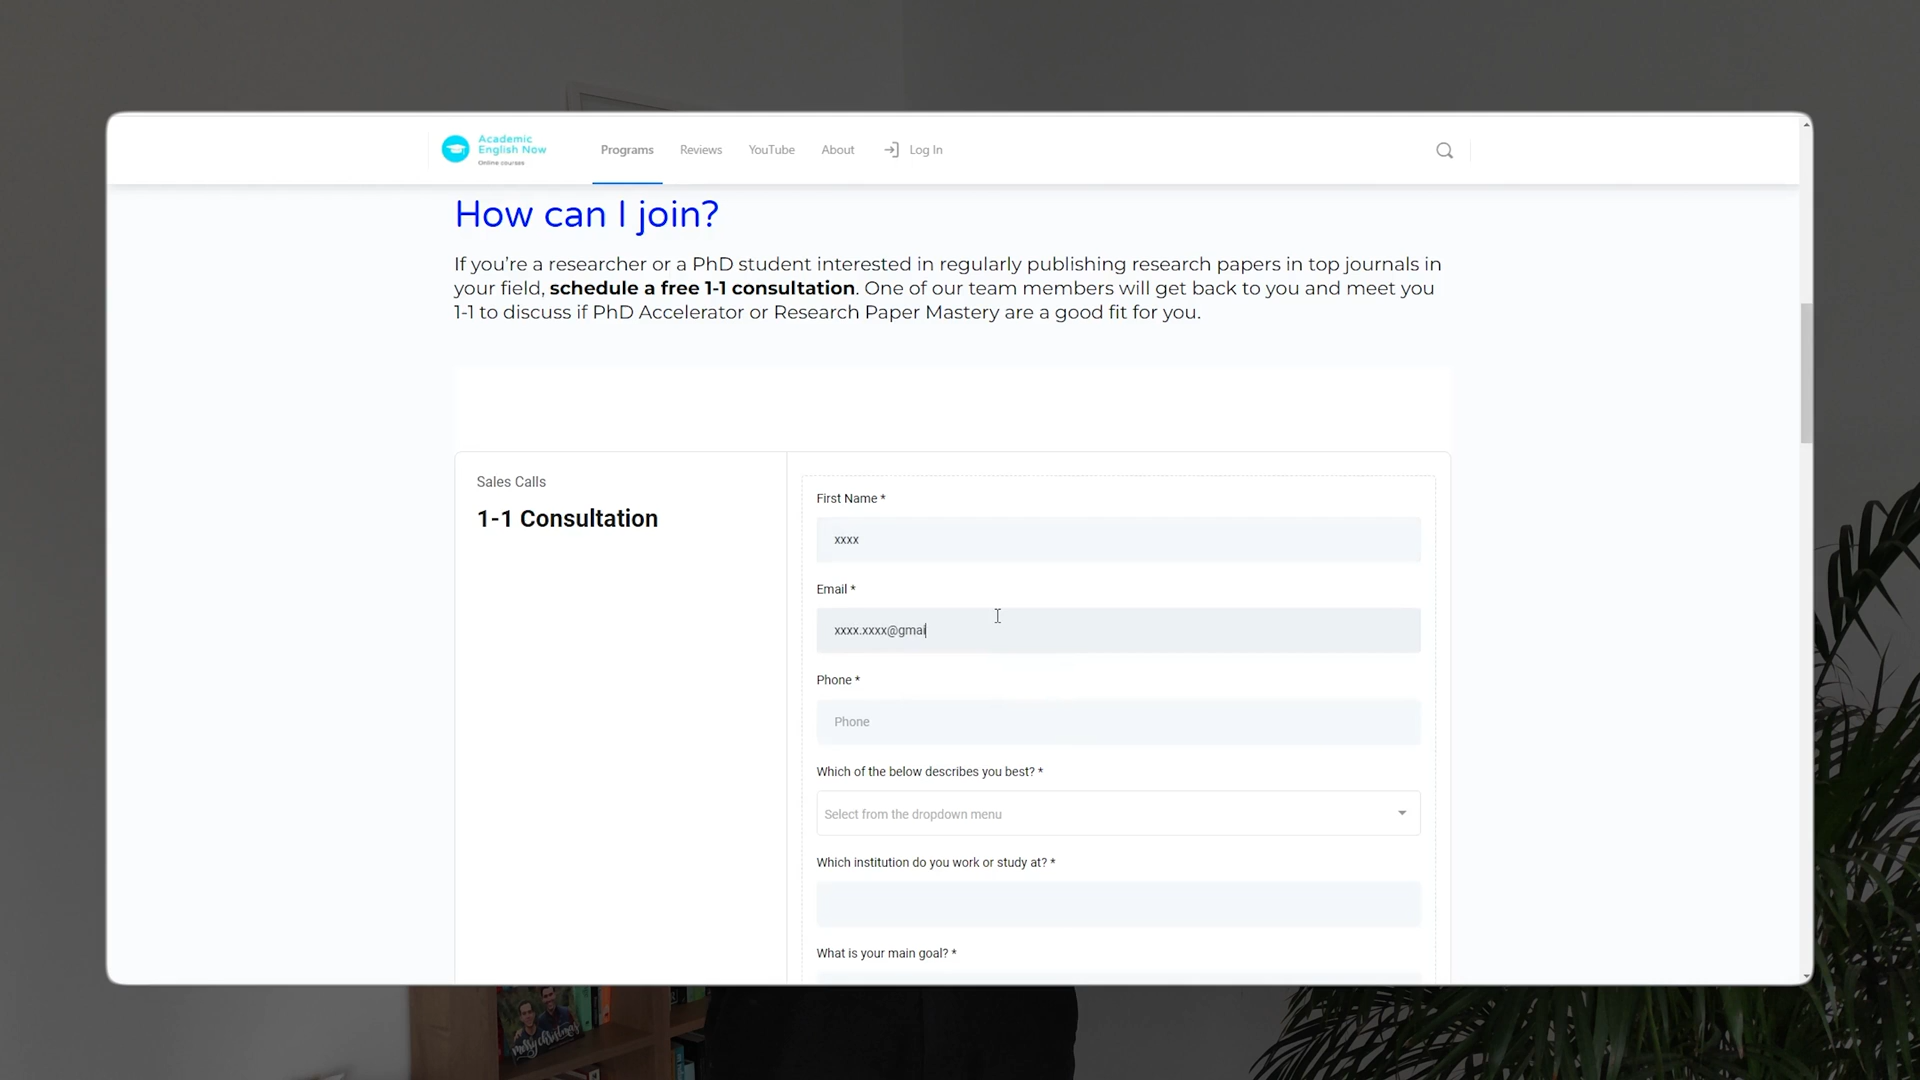 Academic
English Now
Online courses
Programs
Reviews
YouTube
About
Log In
How can I join?
If you’re a researcher or a PhD student interested in regularly publishing research papers in top journals in
your field, schedule a free 1-1 consultation. One of our team members will get back to you and meet you
1-1 to discuss if PhD Accelerator or Research Paper Mastery are a good fit for you.
Sales Calls
1-1 Consultation
First Name *
xxxx
Email *
xxxx.xxxx@gmai
Phone *
Phone
Which of the below describes you best? *
Select from the dropdown menu
Which institution do you work or study at? *
What is your main goal? *
merry christmas